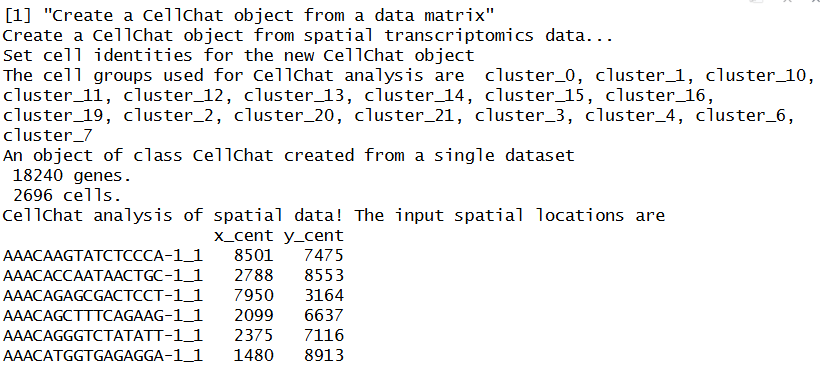 [1] "Create a CellChat object from a data matrix"
Create a CellChat object from spatial transcriptomics data...
Set cell identities for the new CellChat object
The cell groups used for CellChat analysis are  cluster_0, cluster_1, cluster_10,
cluster_11, cluster_12, cluster_13, cluster_14, cluster_15, cluster_16,
cluster_19, cluster_2, cluster_20, cluster_21, cluster_3, cluster_4, cluster_6,
cluster_7
An object of class CellChat created from a single dataset
 18240 genes.
 2696 cells.
CellChat analysis of spatial data! The input spatial locations are
                   x_cent y_cent
AAACAAGTATCTCCCA-1_1   8501   7475
AAACACCAATAACTGC-1_1   2788   8553
AAACAGAGCGACTCCT-1_1   7950   3164
AAACAGCTTTCAGAAG-1_1   2099   6637
AAACAGGGTCTATATT-1_1   2375   7116
AAACATGGTGAGAGGA-1_1   1480   8913